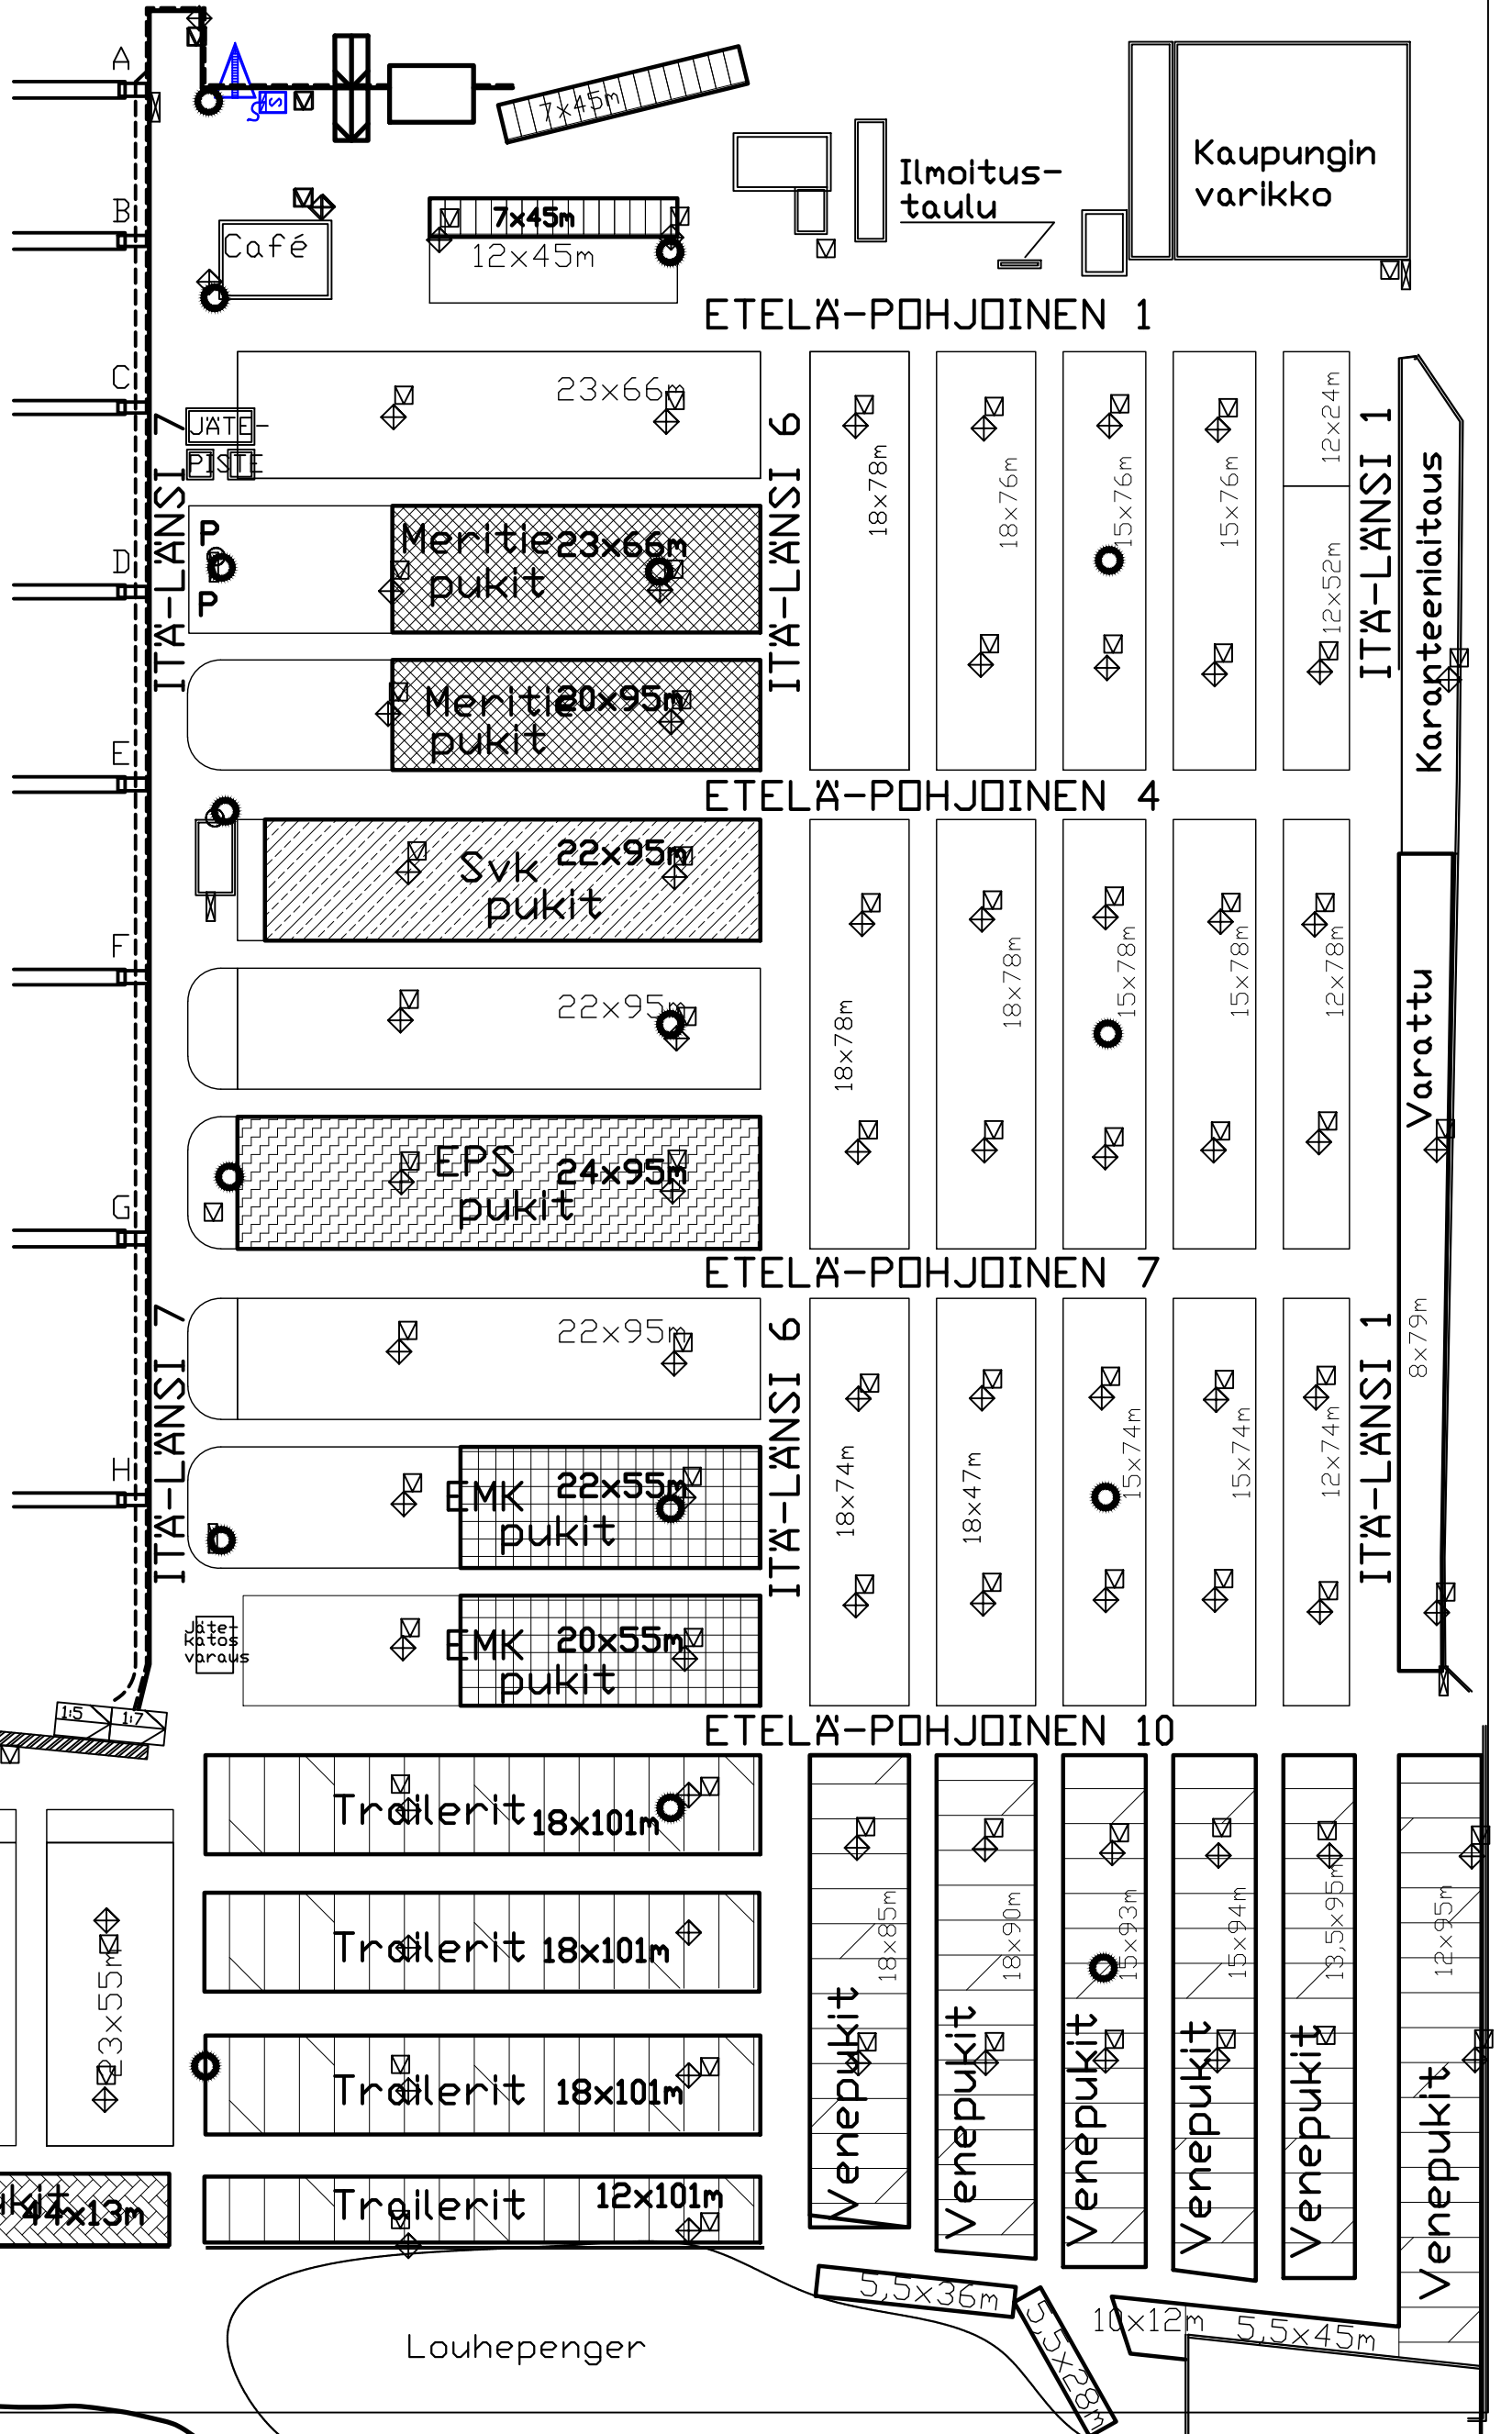 A
S
S
7x45m
B
Café
7x45m
12x45m
Ilmoitus-
taulu
Kaupungin
varikko
ETELÄ-POHJOINEN 1
C
ITÄ-LÄNSI 7
JÄTE-
PISTE
23x66m
ITÄ-LÄNSI 6
18x78m
18x76m
15x76m
15x76m
12x24m
12x52m
ITÄ-LÄNSI 1
Karanteenlaitaus
D
P
P
Meritie
pukit
23x66m
Meritie
pukit
20x95m
E
ETELÄ-POHJOINEN 4
Svk
pukit
22x95m
F
22x95m
18x78m
18x78m
15x78m
15x78m
12x78m
Varattu
EPS
pukit
24x95m
G
ETELÄ-POHJOINEN 7
ITÄ-LÄNSI 7
22x95m
ITÄ-LÄNSI 6
18x74m
18x47m
15x74m
15x74m
12x74m
ITÄ-LÄNSI 1
8x79m
H
EMK
pukit
22x55m
Jäte-
katos
varaus
EMK
pukit
20x55m
1:5
1:7
ETELÄ-POHJOINEN 10
Trailerit 18x101m
Trailerit 18x101m
Trailerit 18x101m
Trailerit 12x101m
23x55m
44x13m
18x85m
Venepukit
18x90m
Venepukit
15x93m
Venepukit
15x94m
Venepukit
13,5x95m
Venepukit
12x95m
Venepukit
5,5x36m
5,5x28m
10x12m
5,5x45m
Louhepenger